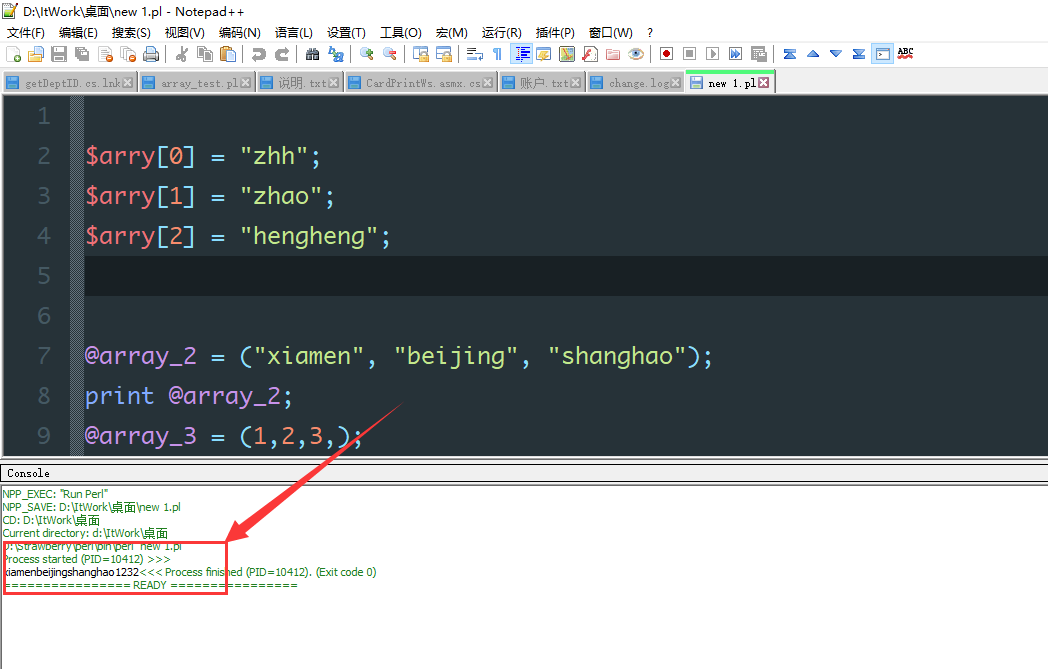 D:\ItWork\桌面\new 1.pl - Notepad++
文件(F) 编辑(E) 搜索(S) 视图(V) 编码(N) 语言(L) 设置(T) 工具(O) 宏(M) 运行(R) 插件(P) 窗口(W) ?
ABC
getDeptID.cs.lnk array_test.pl 说明.txt CardPrintWs.asmx.cs 账户.txt change.log new 1.pl
1
2 $arry[0] = "zhh";
3 $arry[1] = "zhao";
4 $arry[2] = "hengheng";
5
6
7 @array_2 = ("xiamen", "beijing", "shanghao");
8 print @array_2;
9 @array_3 = (1,2,3,);
Console
NPP_EXEC: "Run Perl"
NPP_SAVE: D:\ItWork\桌面\new 1.pl
CD: D:\ItWork\桌面
Current directory: d:\ItWork\桌面
D:\Strawberry\perl\bin\perl "new 1.pl"
Process started (PID=10412) >>>
xiamenbeijingshanghao1232<<< Process finished (PID=10412). (Exit code 0)
================ READY ================